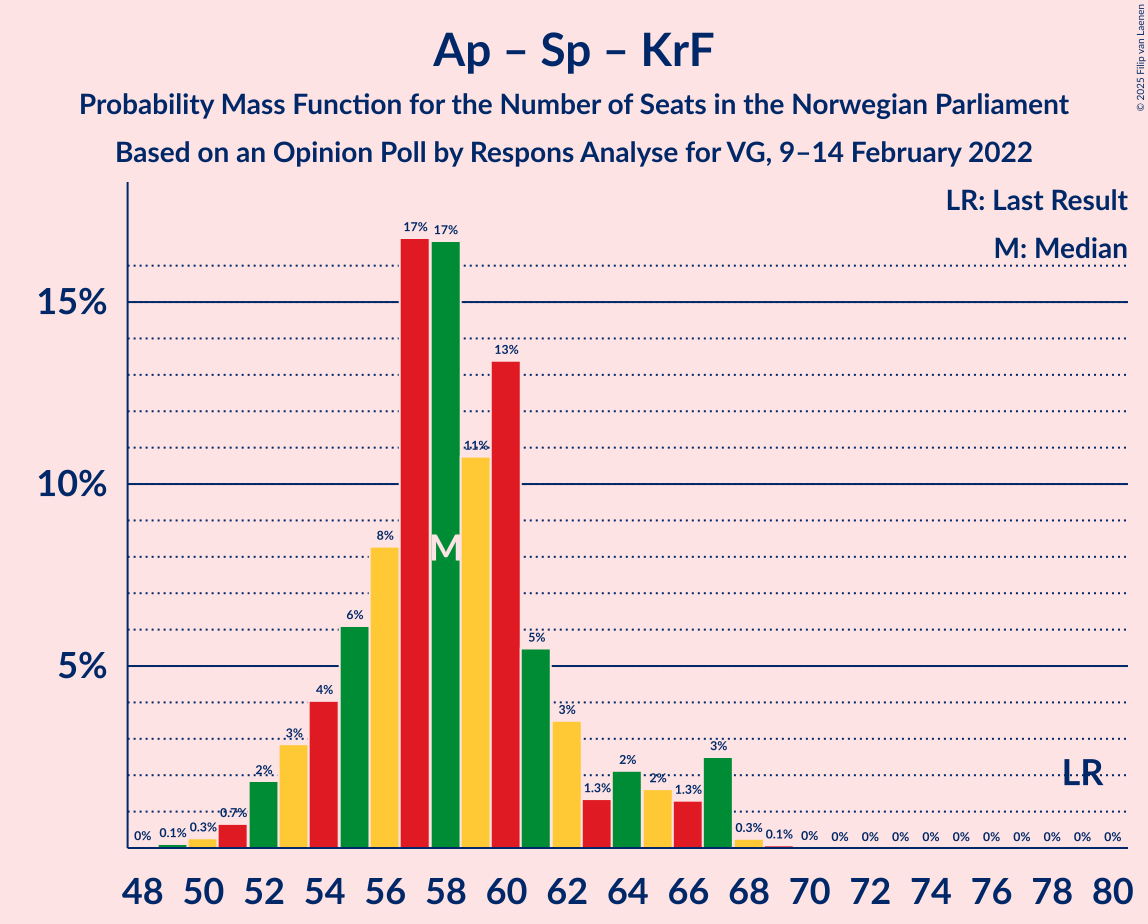 Ap – Sp – KrF
Probability Mass Function for the Number of Seats in the Norwegian Parliament
Based on an Opinion Poll by Respons Analyse for VG, 9–14 February 2022
© 2025 Filip van Laenen
LR: Last Result
M: Median
15%
10%
5%
0% 0.1% 0.3% 0.7% 2% 3% 4% 6% 8% 17% 17% 11% 13% 5% 3% 1.3% 2% 2% 1.3% 3% 0.3% 0.1% 0% 0% 0% 0% 0% 0% 0% 0% 0% 0% 0%
M
LR
48 50 52 54 56 58 60 62 64 66 68 70 72 74 76 78 80